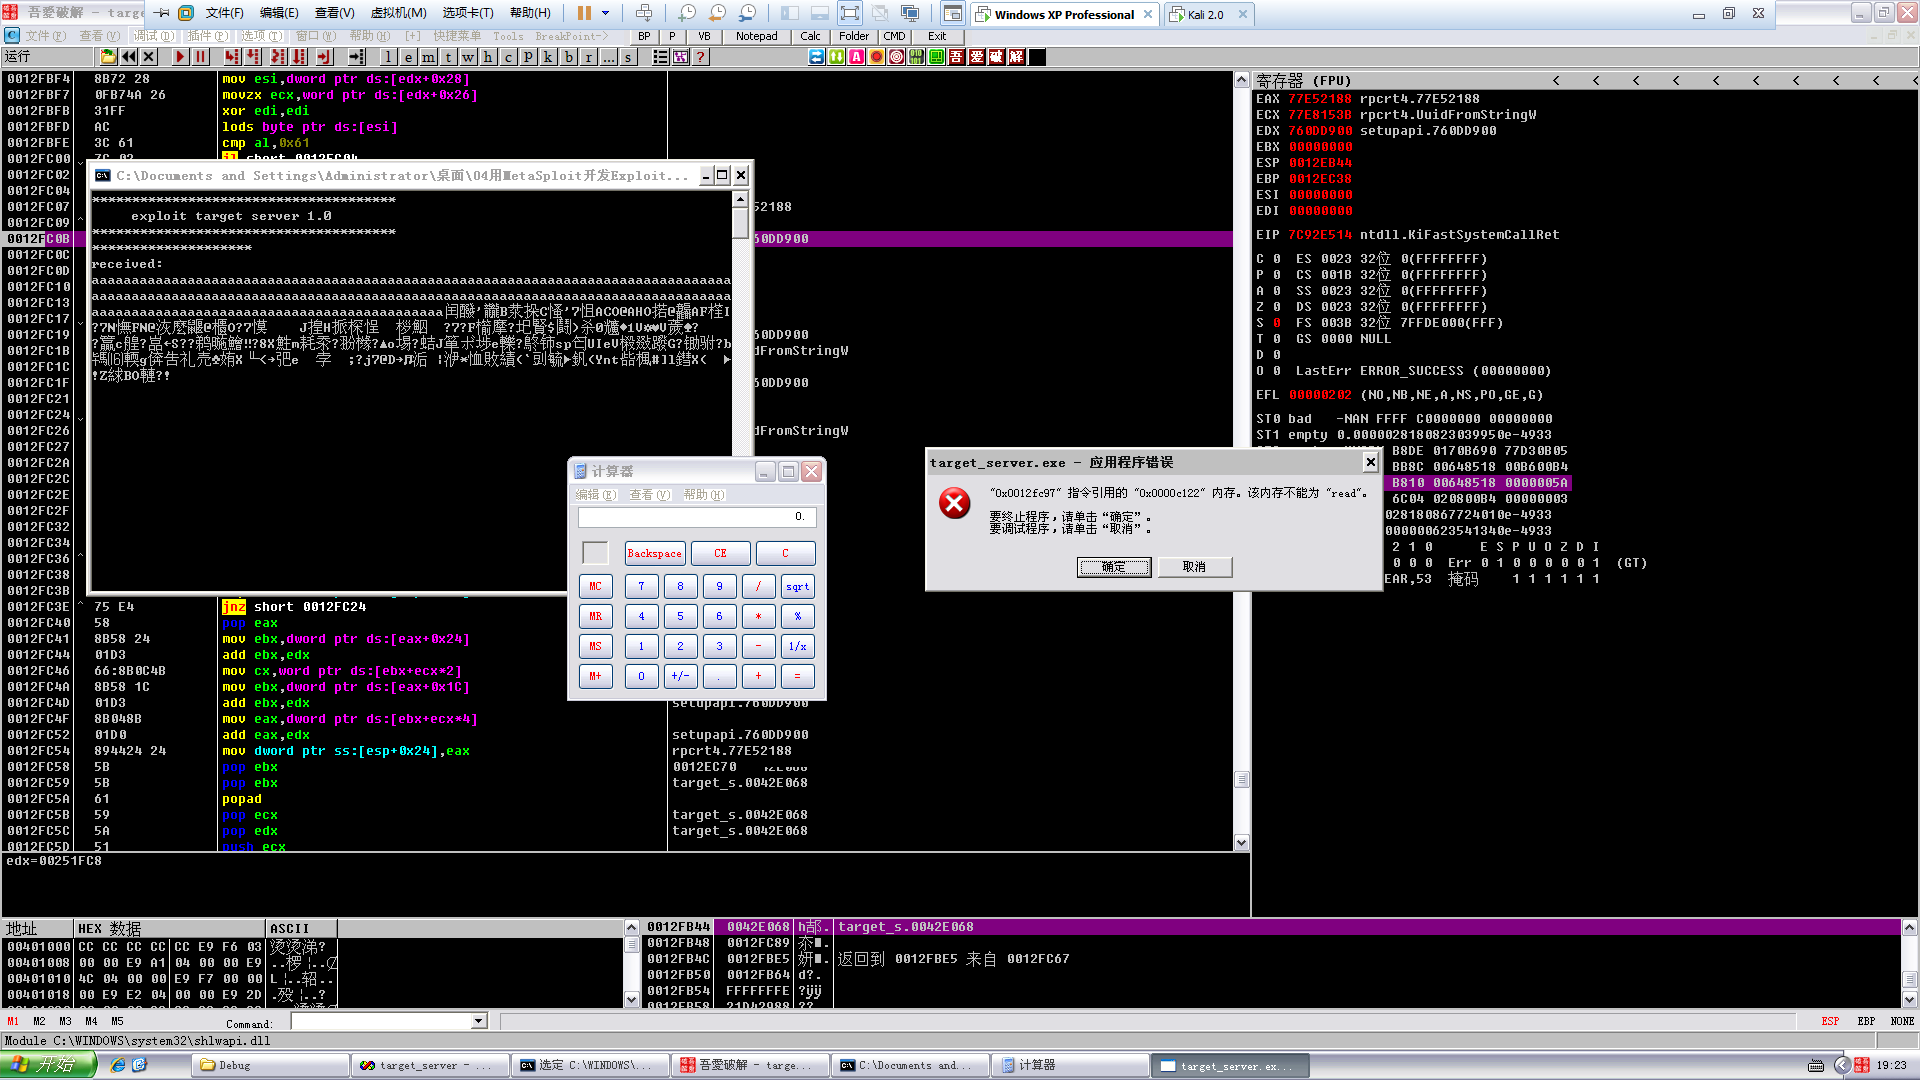 吾爱破解 - targe
文件(F) 编辑(E) 查看(V) 虚拟机(M) 选项卡(T) 帮助(H)
Windows XP Professional
Kali 2.0
文件(F) 查看(V) 调试(D) 插件(P) 选项(T) 窗口(W) 帮助(H) [+] 快捷菜单 Tools BreakPoint->
BP P VB Notepad Calc Folder CMD Exit
运行
l e m t w h c p k b r ... s
吾 爱 破 解
0012FBF4 8B72 28 mov esi,dword ptr ds:[edx+0x28]
0012FBF7 0FB74A 26 movzx ecx,word ptr ds:[edx+0x26]
0012FBFB 31FF xor edi,edi
0012FBFD AC lods byte ptr ds:[esi]
0012FBFE 3C 61 cmp al,0x61
0012FC00 7C 02 jl short 0012FC04
0012FC02
0012FC04
0012FC07
0012FC09
0012FC0B
0012FC0C
0012FC0D
0012FC10
0012FC13
0012FC17
0012FC19
0012FC1B
0012FC1C
0012FC1F
0012FC21
0012FC24
0012FC26
0012FC27
0012FC2A
0012FC2C
0012FC2E
0012FC2F
0012FC32
0012FC34
0012FC36
0012FC38
0012FC3B
0012FC3E 75 E4 jnz short 0012FC24
0012FC40 58 pop eax
0012FC41 8B58 24 mov ebx,dword ptr ds:[eax+0x24]
0012FC44 01D3 add ebx,edx
0012FC46 66:8B0C4B mov cx,word ptr ds:[ebx+ecx*2]
0012FC4A 8B58 1C mov ebx,dword ptr ds:[eax+0x1C]
0012FC4D 01D3 add ebx,edx
0012FC4F 8B048B mov eax,dword ptr ds:[ebx+ecx*4]
0012FC52 01D0 add eax,edx
0012FC54 894424 24 mov dword ptr ss:[esp+0x24],eax
0012FC58 5B pop ebx
0012FC59 5B pop ebx
0012FC5A 61 popad
0012FC5B 59 pop ecx
0012FC5C 5A pop edx
0012FC5D 51 push ecx
52188
60DD900
60DD900
dFromStringW
60DD900
dFromStringW
setupapi.760DD900
setupapi.760DD900
rpcrt4.77E52188
0012EC70
target_s.0042E068
target_s.0042E068
target_s.0042E068
edx=00251FC8
C:\Documents and Settings\Administrator\桌面\04用MetaSploit开发Exploit...
**************************************
exploit target server 1.0
**************************************
********************
received:
计算器
编辑(E) 查看(V) 帮助(H)
0.
Backspace CE C
MC 7 8 9 / sqrt
MR 4 5 6 * %
MS 1 2 3 - 1/x
M+ 0 +/- . + =
target_server.exe - 应用程序错误
"0x0012fc97" 指令引用的 "0x0000c122" 内存。该内存不能为 "read"。
要终止程序，请单击“确定”。
要调试程序，请单击“取消”。
确定 取消
寄存器 (FPU) < < < < < < < < < <
EAX 77E52188 rpcrt4.77E52188
ECX 77E8153B rpcrt4.UuidFromStringW
EDX 760DD900 setupapi.760DD900
EBX 00000000
ESP 0012EB44
EBP 0012EC38
ESI 00000000
EDI 00000000
EIP 7C92E514 ntdll.KiFastSystemCallRet
C 0 ES 0023 32位 0(FFFFFFFF)
P 0 CS 001B 32位 0(FFFFFFFF)
A 0 SS 0023 32位 0(FFFFFFFF)
Z 0 DS 0023 32位 0(FFFFFFFF)
S 0 FS 003B 32位 7FFDE000(FFF)
T 0 GS 0000 NULL
D 0
O 0 LastErr ERROR_SUCCESS (00000000)
EFL 00000202 (NO,NB,NE,A,NS,PO,GE,G)
ST0 bad -NAN FFFF C0000000 00000000
ST1 empty 0.0000028180823039950e-4933
B8DE 0170B690 77D30B05
BB8C 00648518 00B600B4
B810 00648518 0000005A
6C04 020800B4 00000003
028180867724010e-4933
000000623541340e-4933
2 1 0 E S P U O Z D I
0 0 0 Err 0 1 0 0 0 0 0 1 (GT)
EAR,53 掩码 1 1 1 1 1 1
地址 HEX 数据 ASCII
00401000 CC CC CC CC CC E9 F6 03
00401008 00 00 E9 A1 04 00 00 E9
00401010 4C 04 00 00 E9 F7 00 00
00401018 00 E9 E2 04 00 00 E9 2D
0012FB44 0042E068 target_s.0042E068
0012FB48 0012FC89
0012FB4C 0012FBE5 返回到 0012FBE5 来自 0012FC67
0012FB50 0012FB64 d?.
0012FB54 FFFFFFFE ?ÿÿ
0012FB58 21D42988 ??
M1 M2 M3 M4 M5 Command: ESP EBP NONE
Module C:\WINDOWS\system32\shlwapi.dll
开始 Debug target_server - ... 选定 C:\WINDOWS\... 吾爱破解 - targe... C:\Documents and... 计算器 target_server.ex... 19:23